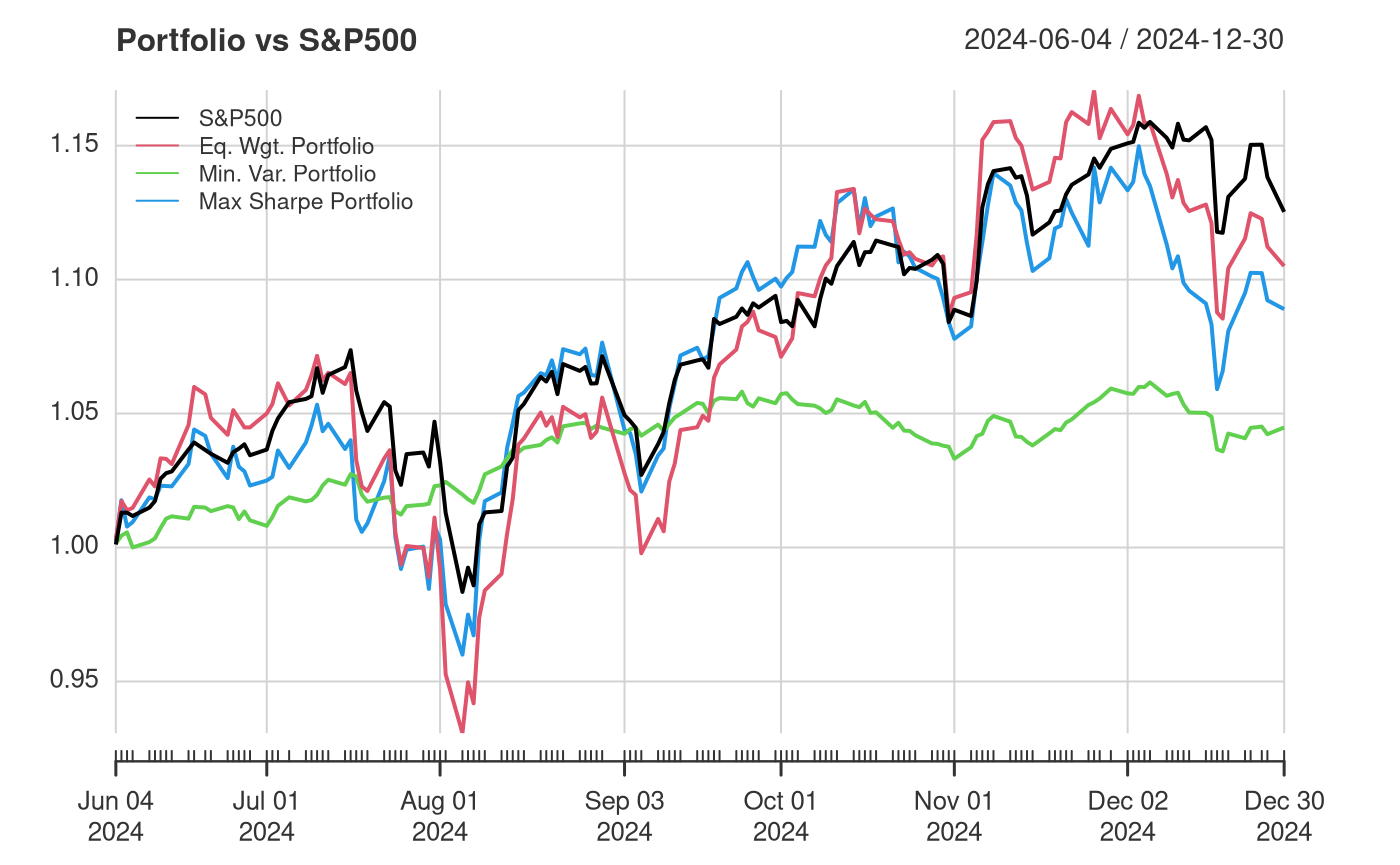 Portfolio vs S&P500
2024-06-04 / 2024-12-30
S&P500
Eq. Wgt. Portfolio
Min. Var. Portfolio
Max Sharpe Portfolio
1.15
1.10
1.05
1.00
0.95
Jun 04 Jul 01 Aug 01 Sep 03 Oct 01 Nov 01 Dec 02 Dec 30
2024 2024 2024 2024 2024 2024 2024 2024